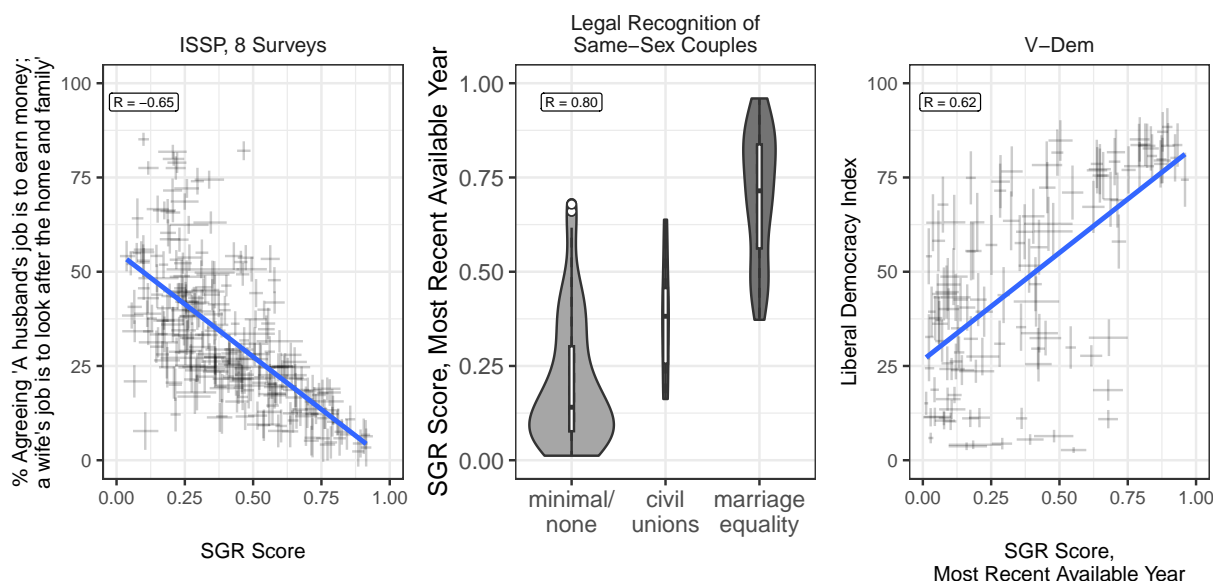 ISSP, 8 Surveys
% Agreeing 'A husband's job is to earn money;
a wife's job is to look after the home and family'
100
75
50
25
0
R = −0.65
0.00 0.25 0.50 0.75 1.00
SGR Score
Legal Recognition of
Same−Sex Couples
SGR Score, Most Recent Available Year
1.00
0.75
0.50
0.25
0.00
R = 0.80
minimal/
none
civil
unions
marriage
equality
V−Dem
Liberal Democracy Index
100
75
50
25
0
R = 0.62
0.00 0.25 0.50 0.75 1.00
SGR Score,
Most Recent Available Year